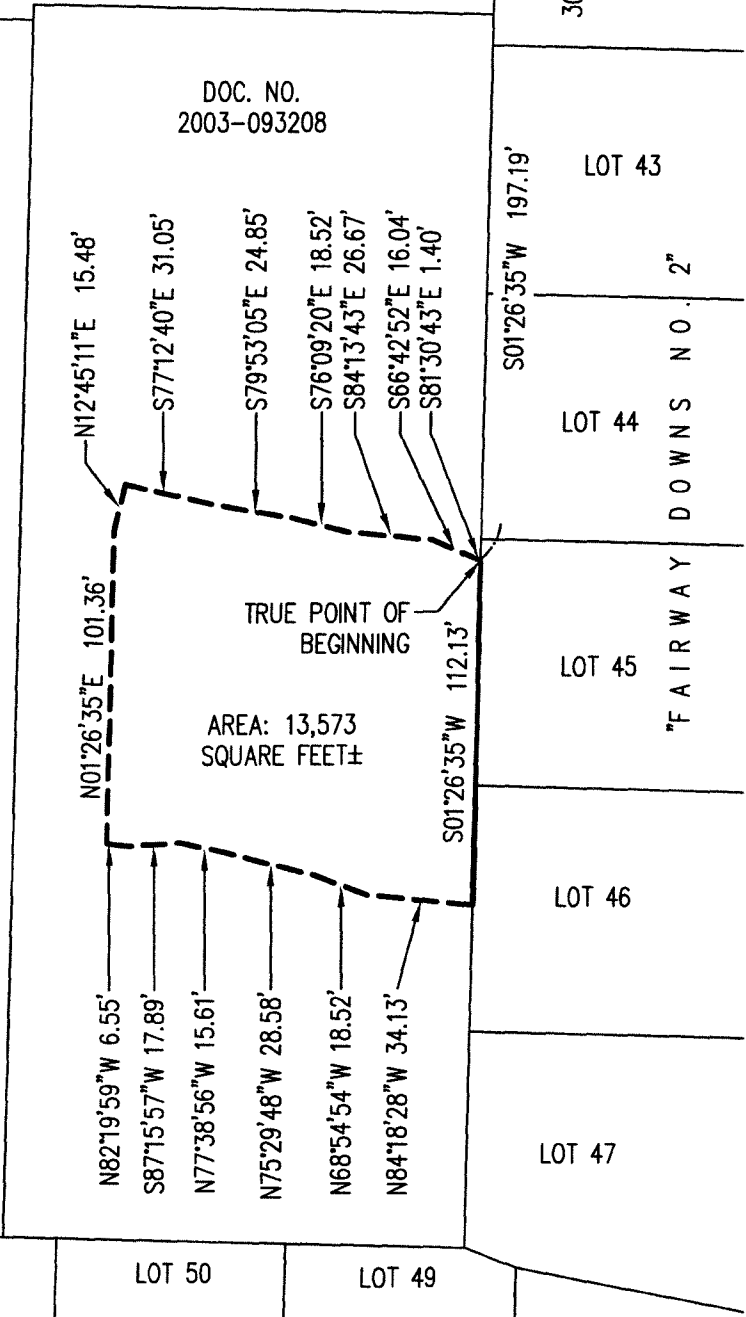 30
DOC. NO.
2003-093208
LOT 43
S01°26'35"W 197.19'
N12°45'11"E 15.48'
S77°12'40"E 31.05'
S79°53'05"E 24.85'
S76°09'20"E 18.52'
S84°13'43"E 26.67'
S66°42'52"E 16.04'
S81°30'43"E 1.40'
LOT 44
"FAIRWAY DOWNS NO. 2"
TRUE POINT OF
BEGINNING
N01°26'35"E 101.36'
S01°26'35"W 112.13'
LOT 45
AREA: 13,573
SQUARE FEET±
LOT 46
N82°19'59"W 6.55'
S87°15'57"W 17.89'
N77°38'56"W 15.61'
N75°29'48"W 28.58'
N68°54'54"W 18.52'
N84°18'28"W 34.13'
LOT 47
LOT 50
LOT 49